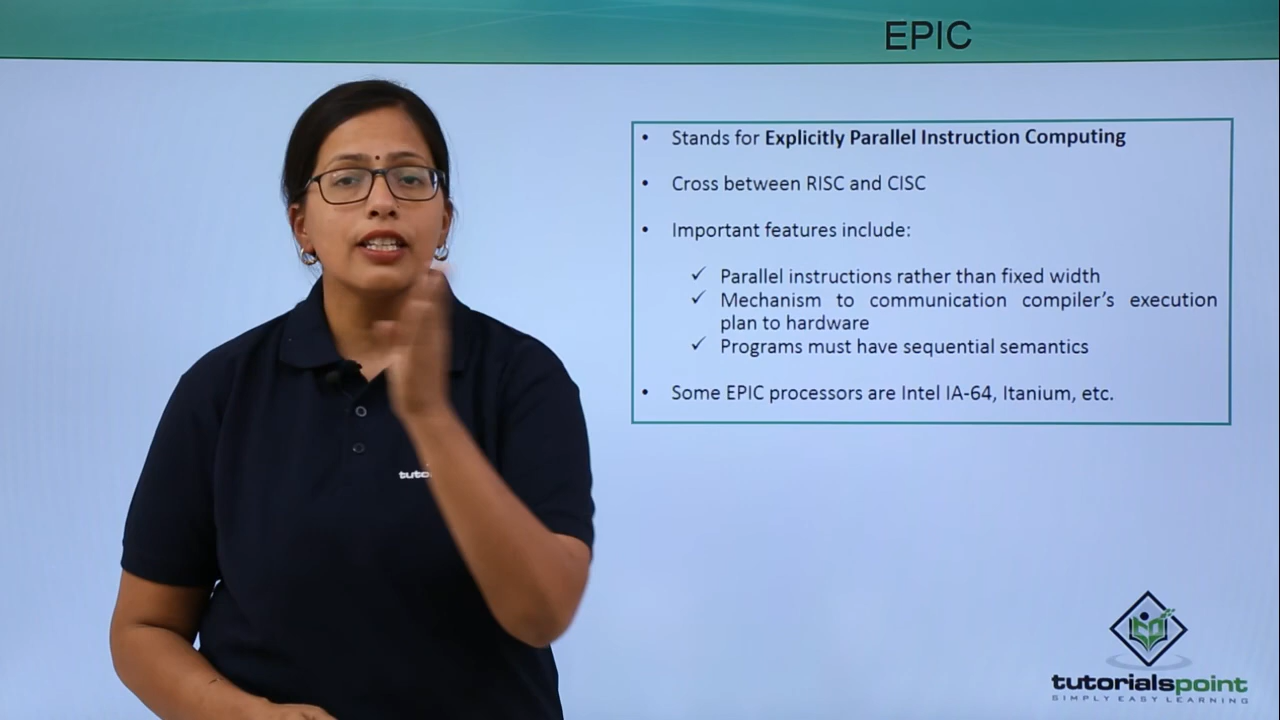 EPIC
• Stands for Explicitly Parallel Instruction Computing
• Cross between RISC and CISC
• Important features include:
✓ Parallel instructions rather than fixed width
✓ Mechanism to communication compiler's execution
plan to hardware
✓ Programs must have sequential semantics
• Some EPIC processors are Intel IA-64, Itanium, etc.
tutorialspoint
SIMPLY EASY LEARNING